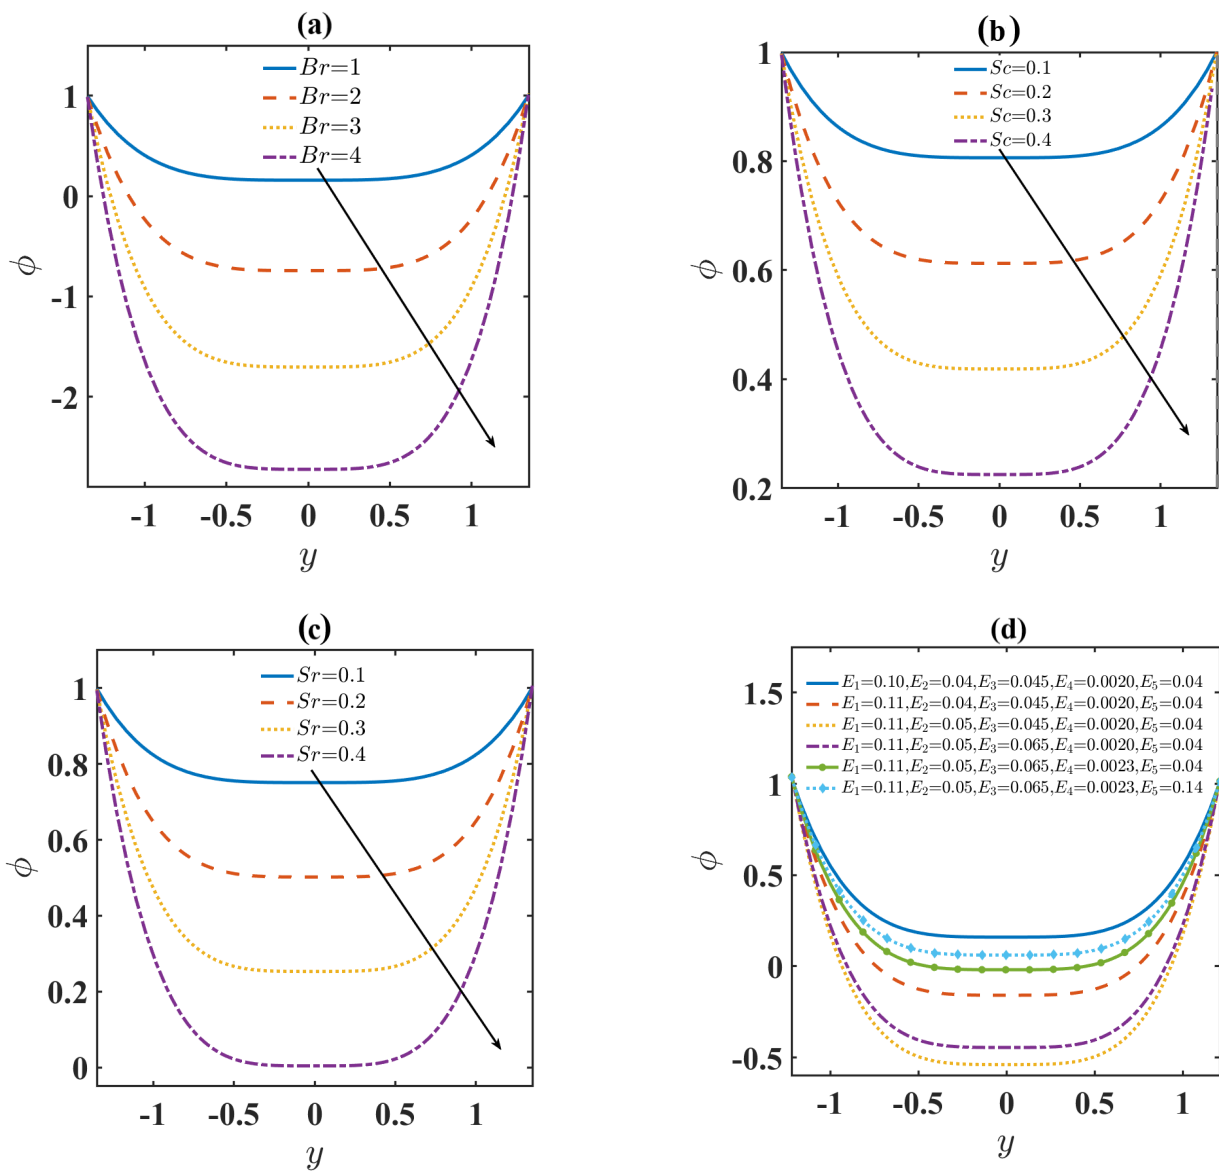 (a)
Br=1
Br=2
Br=3
Br=4
1
0
-1
-2
ϕ
-1 -0.5 0 0.5 1
y
(b)
Sc=0.1
Sc=0.2
Sc=0.3
Sc=0.4
1
0.8
0.6
0.4
0.2
ϕ
-1 -0.5 0 0.5 1
y
(c)
Sr=0.1
Sr=0.2
Sr=0.3
Sr=0.4
1
0.8
0.6
0.4
0.2
0
ϕ
-1 -0.5 0 0.5 1
y
(d)
E₁=0.10,E₂=0.04,E₃=0.045,E₄=0.0020,E₅=0.04
E₁=0.11,E₂=0.04,E₃=0.045,E₄=0.0020,E₅=0.04
E₁=0.11,E₂=0.05,E₃=0.045,E₄=0.0020,E₅=0.04
E₁=0.11,E₂=0.05,E₃=0.065,E₄=0.0020,E₅=0.04
E₁=0.11,E₂=0.05,E₃=0.065,E₄=0.0023,E₅=0.04
E₁=0.11,E₂=0.05,E₃=0.065,E₄=0.0023,E₅=0.14
1.5
1
0.5
0
-0.5
ϕ
-1 -0.5 0 0.5 1
y